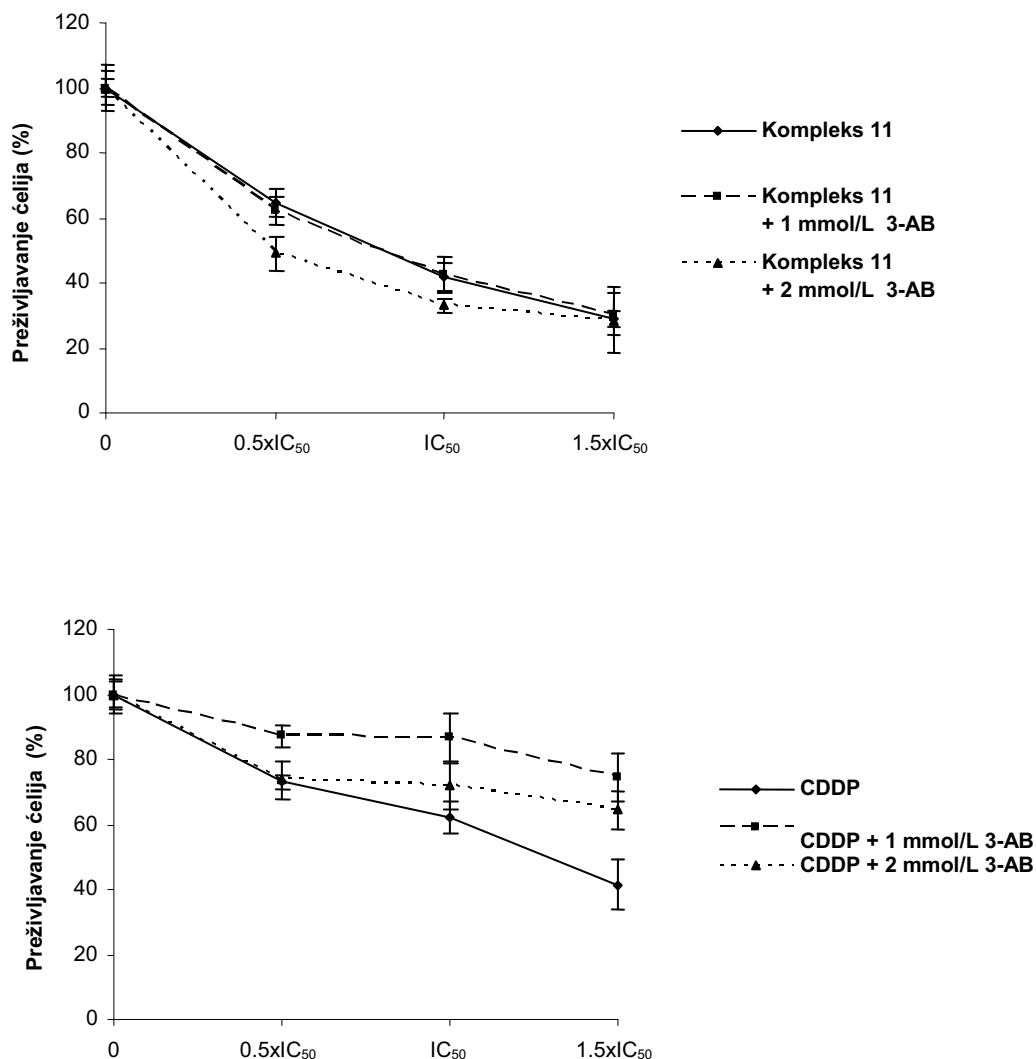 120
100
80
60
40
20
0
Preživljavanje ćelija (%)
0 0.5xIC₅₀ IC₅₀ 1.5xIC₅₀
Kompleks 11
Kompleks 11
+ 1 mmol/L 3-AB
Kompleks 11
+ 2 mmol/L 3-AB
120
100
80
60
40
20
0
Preživljavanje ćelija (%)
0 0.5xIC₅₀ IC₅₀ 1.5xIC₅₀
CDDP
CDDP + 1 mmol/L 3-AB
CDDP + 2 mmol/L 3-AB